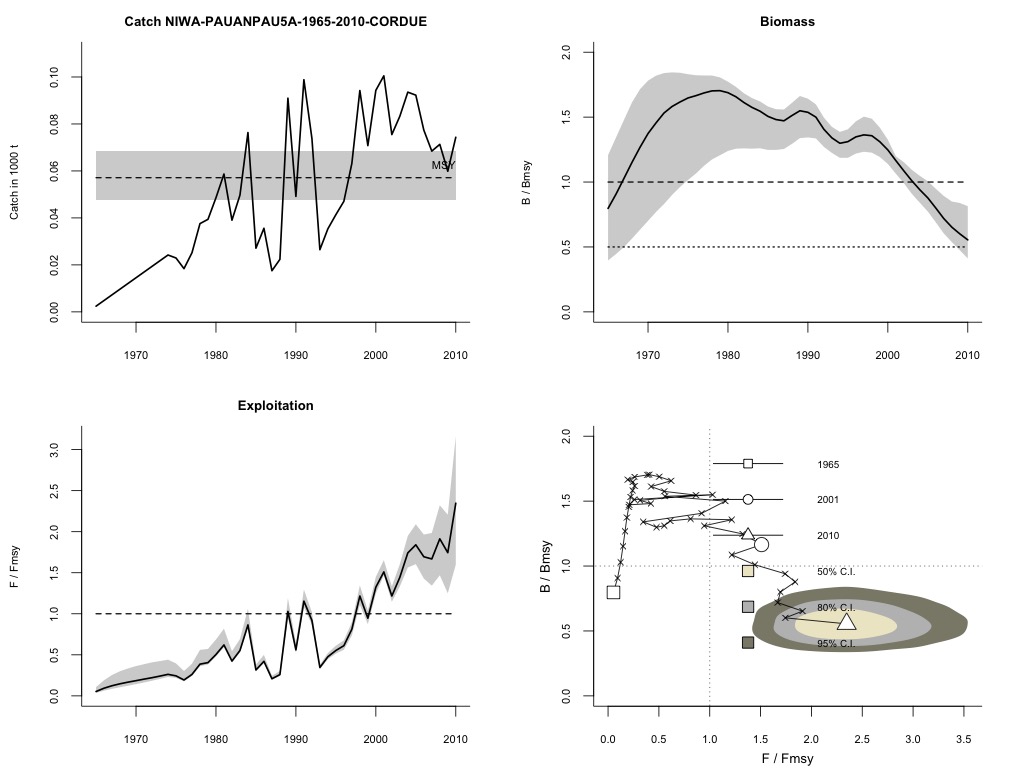 Catch NIWA-PAUANPAU5A-1965-2010-CORDUE
Catch in 1000 t
0.00 0.02 0.04 0.06 0.08 0.10
MSY
1970 1980 1990 2000 2010
Biomass
B / Bmsy
0.0 0.5 1.0 1.5 2.0
1970 1980 1990 2000 2010
Exploitation
F / Fmsy
0.0 0.5 1.0 1.5 2.0 2.5 3.0
1970 1980 1990 2000 2010
B / Bmsy
0.0 0.5 1.0 1.5 2.0
1965
2001
2010
50% C.I.
80% C.I.
95% C.I.
0.0 0.5 1.0 1.5 2.0 2.5 3.0 3.5
F / Fmsy